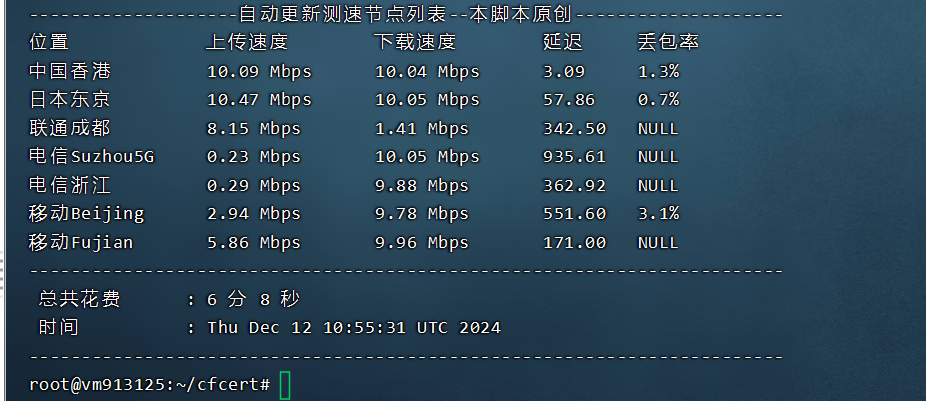 --------------------自动更新测速节点列表--本脚本原创--------------------
位置 上传速度 下载速度 延迟 丢包率
中国香港 10.09 Mbps 10.04 Mbps 3.09 1.3%
日本东京 10.47 Mbps 10.05 Mbps 57.86 0.7%
联通成都 8.15 Mbps 1.41 Mbps 342.50 NULL
电信Suzhou5G 0.23 Mbps 10.05 Mbps 935.61 NULL
电信浙江 0.29 Mbps 9.88 Mbps 362.92 NULL
移动Beijing 2.94 Mbps 9.78 Mbps 551.60 3.1%
移动Fujian 5.86 Mbps 9.96 Mbps 171.00 NULL
------------------------------------------------------------------------
总共花费 : 6 分 8 秒
时间 : Thu Dec 12 10:55:31 UTC 2024
------------------------------------------------------------------------
root@vm913125:~/cfcert#